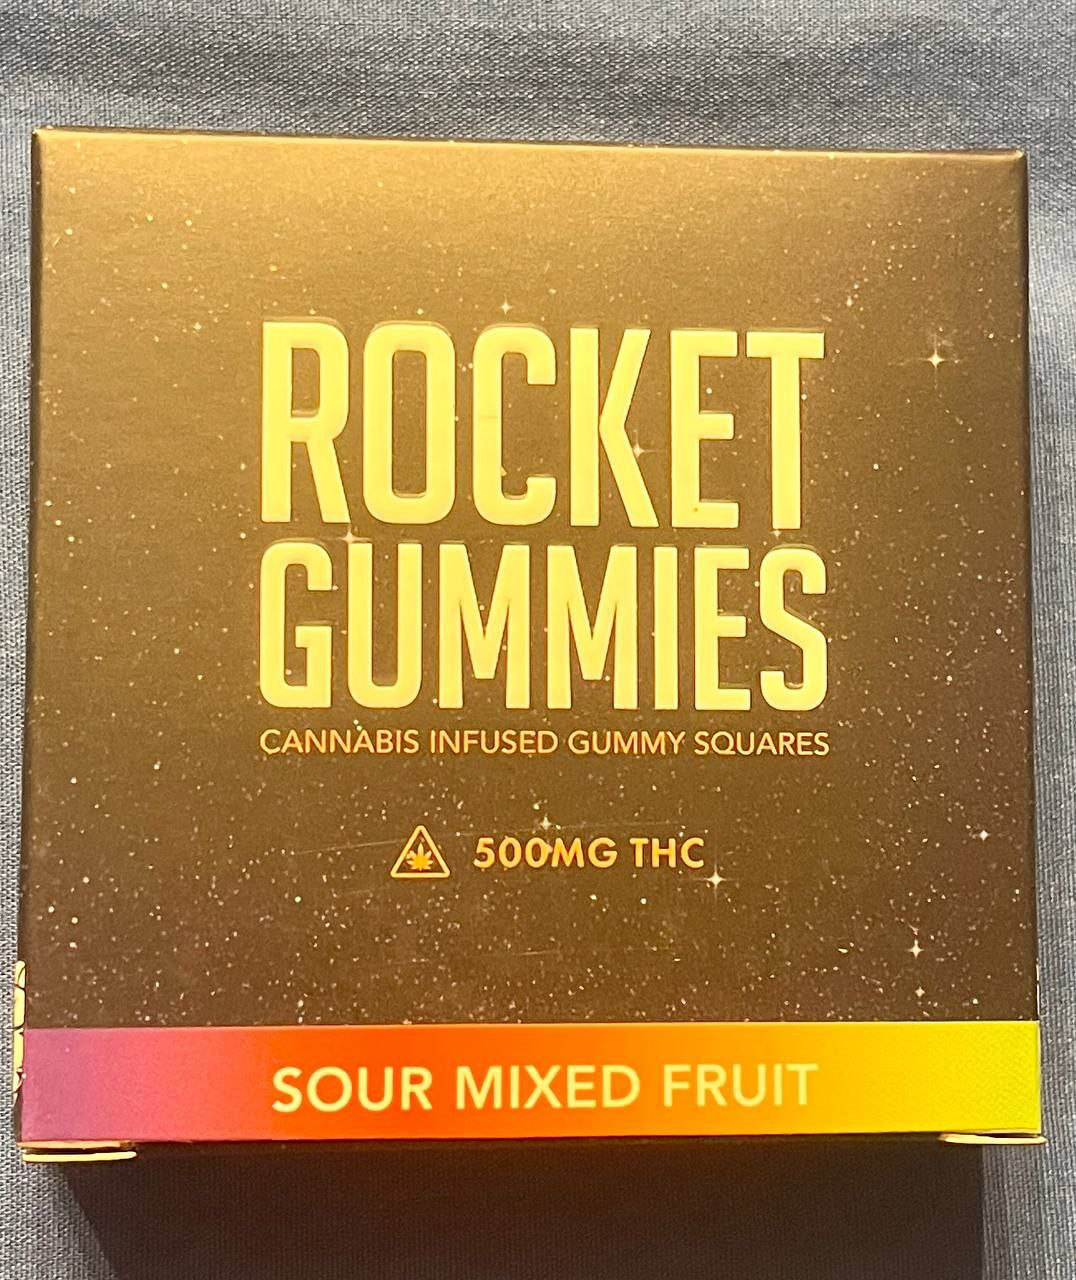 ROCKET
GUMMIES
CANNABIS INFUSED GUMMY SQUARES
500MG THC
SOUR MIXED FRUIT